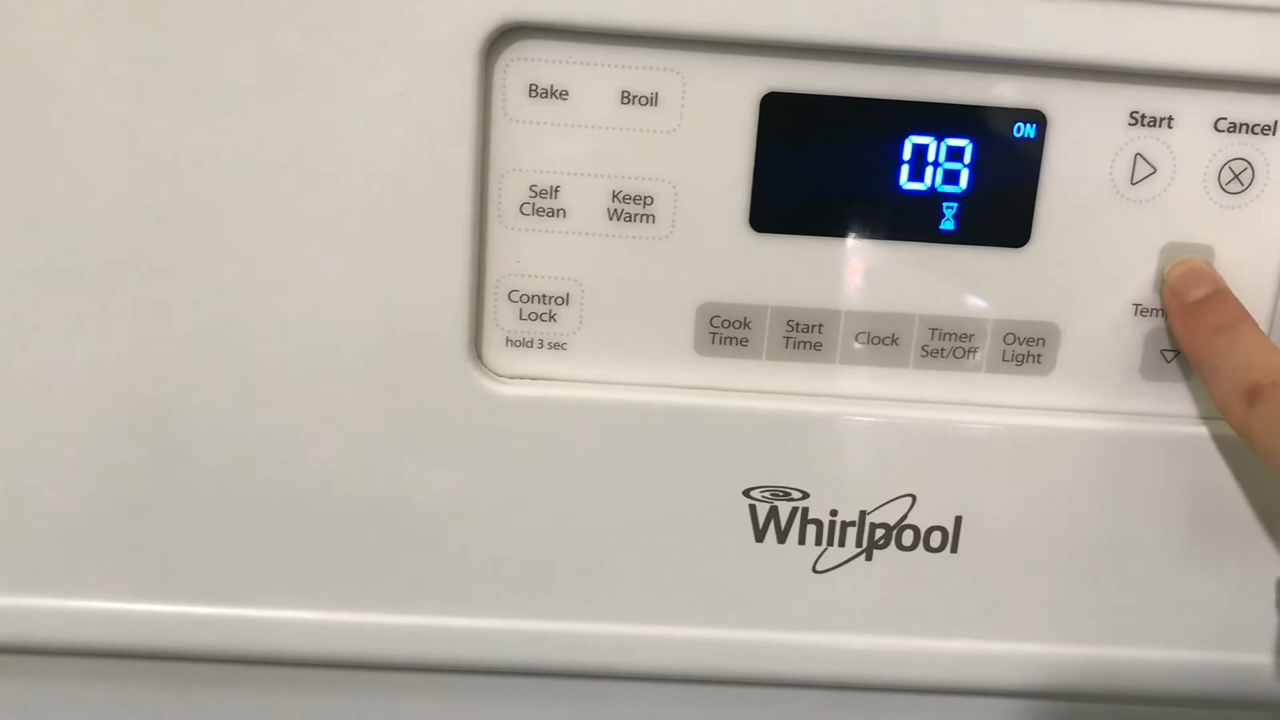 Bake Broil
Self Clean
Keep Warm
Control Lock
hold 3 sec
ON
08
Cook Time
Start Time
Clock
Timer Set/Off
Oven Light
Start
Cancel
Whirlpool